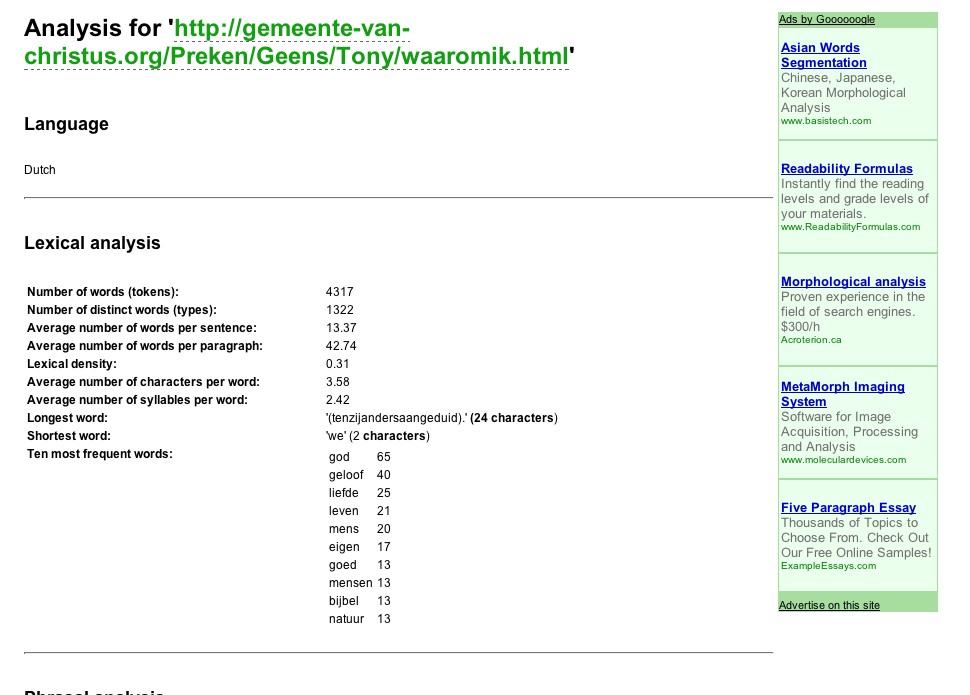 Analysis for 'http://gemeente-van-
christus.org/Preken/Geens/Tony/waaromik.html'
Language
Dutch
Lexical analysis
Number of words (tokens): 4317
Number of distinct words (types): 1322
Average number of words per sentence: 13.37
Average number of words per paragraph: 42.74
Lexical density: 0.31
Average number of characters per word: 3.58
Average number of syllables per word: 2.42
Longest word: '(tenzijandersaangeduid).' (24 characters)
Shortest word: 'we' (2 characters)
Ten most frequent words:
god 65
geloof 40
liefde 25
leven 21
mens 20
eigen 17
goed 13
mensen 13
bijbel 13
natuur 13
Phrasal analysis
Ads by Goooooogle
Asian Words
Segmentation
Chinese, Japanese,
Korean Morphological
Analysis
www.basistech.com
Readability Formulas
Instantly find the reading
levels and grade levels of
your materials.
www.ReadabilityFormulas.com
Morphological analysis
Proven experience in the
field of search engines.
$300/h
Acroterion.ca
MetaMorph Imaging
System
Software for Image
Acquisition, Processing
and Analysis
www.moleculardevices.com
Five Paragraph Essay
Thousands of Topics to
Choose From. Check Out
Our Free Online Samples!
ExampleEssays.com
Advertise on this site